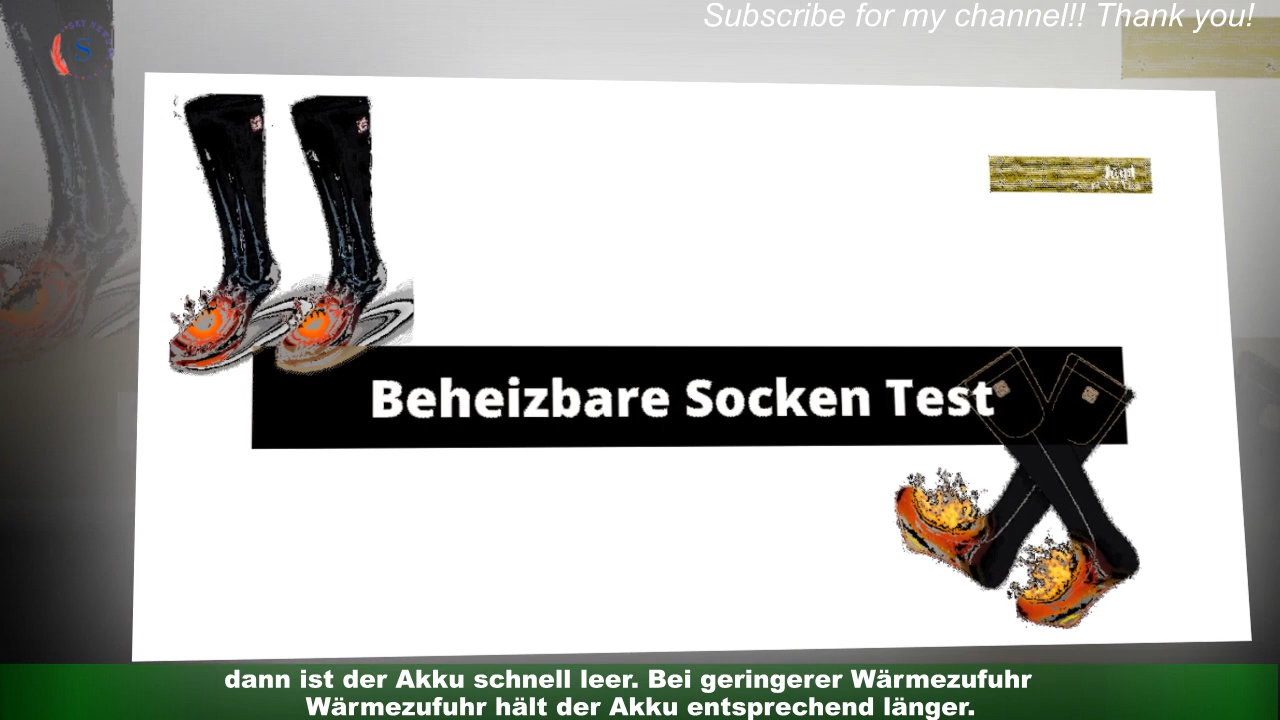 Subscribe for my channel!! Thank you!
S
Beheizbare Socken Test
dann ist der Akku schnell leer. Bei geringerer Wärmezufuhr
Wärmezufuhr hält der Akku entsprechend länger.